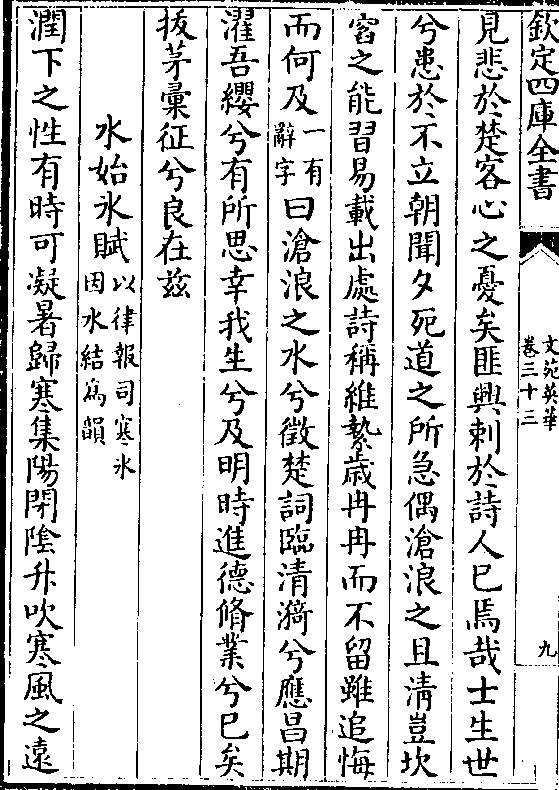 欽定四庫全書
文苑英華
卷三十三
九
見悲於楚客心之憂矣匪興刺於詩人已焉哉士生世
兮患於不立朝聞夕死道之所急偶滄浪之且清豈坎
窞之能習易載出處詩稱維縶歲冉冉而不留雖追悔
而何及一有辭字曰滄浪之水兮徵楚詞臨清漪兮應昌期
濯吾纓兮有所思幸我生兮及明時進德脩業兮已矣
拔茅彚征兮良在兹
水始氷賦以律報司寒氷因水結爲韻
潤下之性有時可凝暑歸寒集陽閉陰升吹寒風之遠